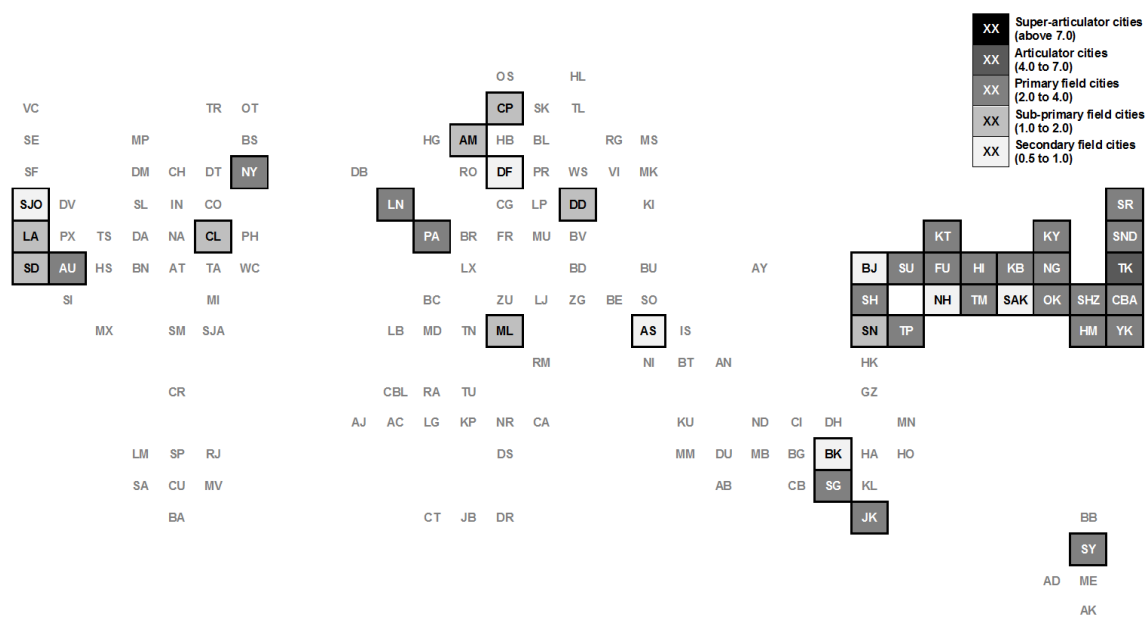 XX Super-articulator cities
(above 7.0)
XX Articulator cities
(4.0 to 7.0)
XX Primary field cities
(2.0 to 4.0)
XX Sub-primary field cities
(1.0 to 2.0)
XX Secondary field cities
(0.5 to 1.0)
OS HL
VC TR OT CP SK TL
SE MP BS HG AM HB BL RG MS
SF DM CH DT NY DB RO DF PR WS VI MK
SJO DV SL IN CO LN CG LP DD KI SR
LA PX TS DA NA CL PH PA BR FR MU BV KT KY SND
SD AU HS BN AT TA WC LX BD BU AY BJ SU FU HI KB NG TK
SI MI BC ZU LJ ZG BE SO SH NH TM SAK OK SHZ CBA
MX SM SJA LB MD TN ML AS IS SN TP HM YK
RM NI BT AN HK
CR CBL RA TU GZ
AJ AC LG KP NR CA KU ND CI DH MN
LM SP RJ DS MM DU MB BG BK HA HO
SA CU MV AB CB SG KL
BA CT JB DR JK BB
SY
AD ME
AK